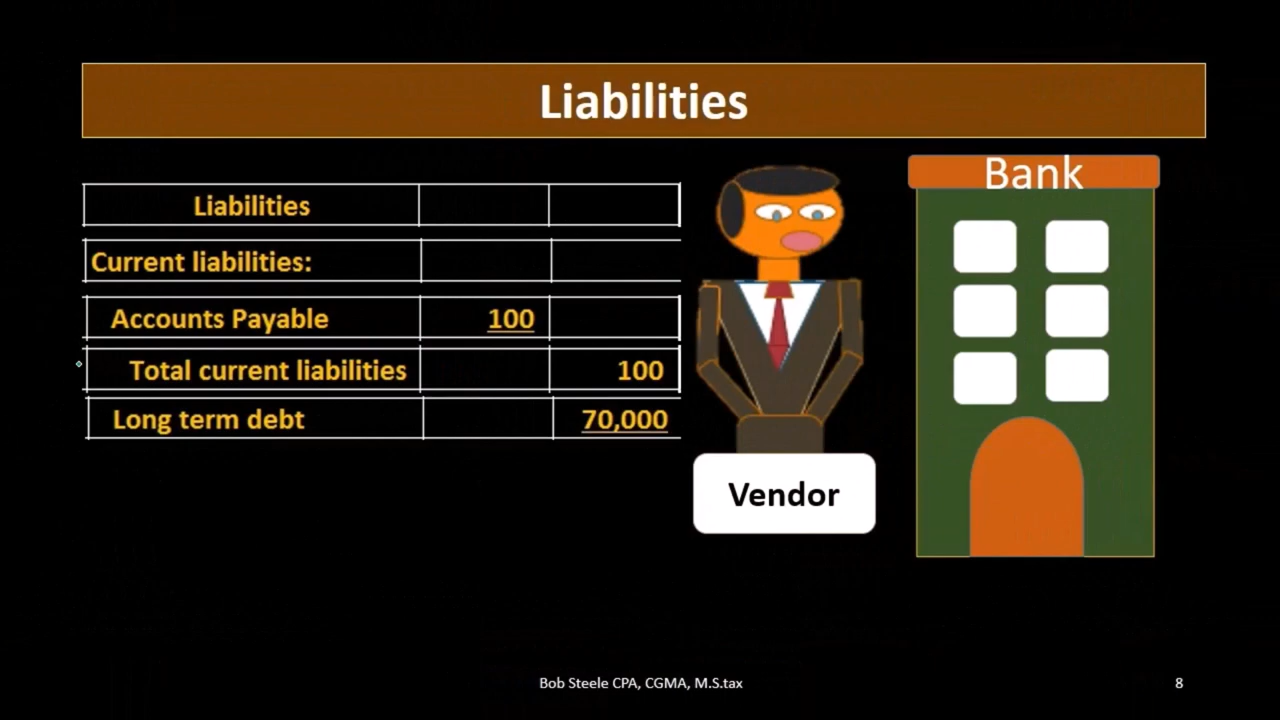 Liabilities
Liabilities
Current liabilities:
Accounts Payable 100
Total current liabilities 100
Long term debt 70,000
Bank
Vendor
Bob Steele CPA, CGMA, M.S.tax
8